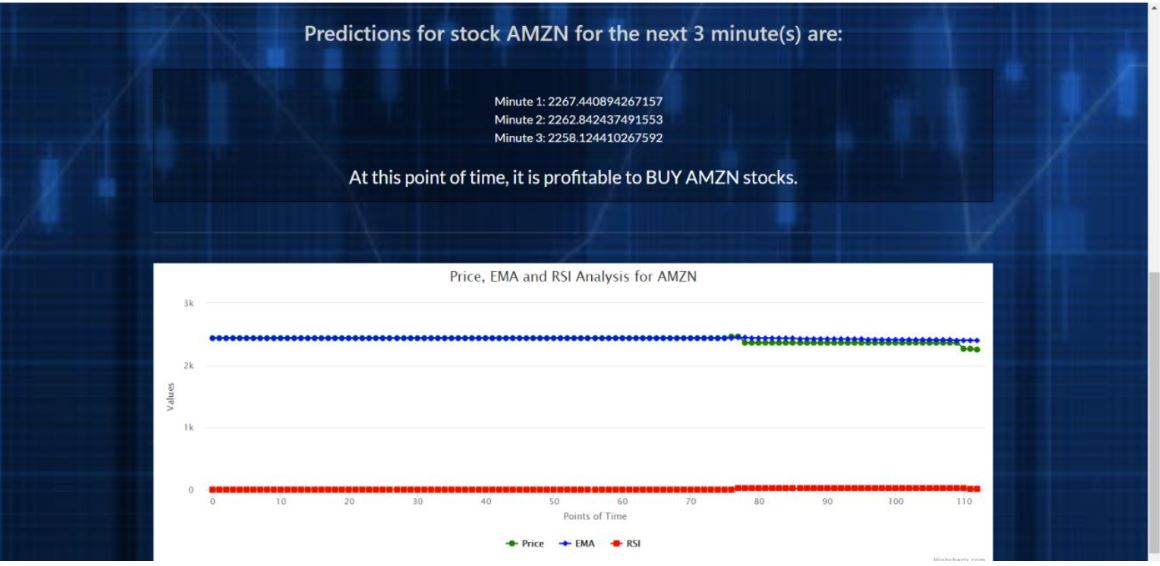 Predictions for stock AMZN for the next 3 minute(s) are:
Minute 1: 2267.440894267157
Minute 2: 2262.842437491553
Minute 3: 2258.124410267592
At this point of time, it is profitable to BUY AMZN stocks.
Price, EMA and RSI Analysis for AMZN
3k
2k
1k
0
Values
0 10 20 30 40 50 60 70 80 90 100 110
Points of Time
Price EMA RSI
Highcharts.com